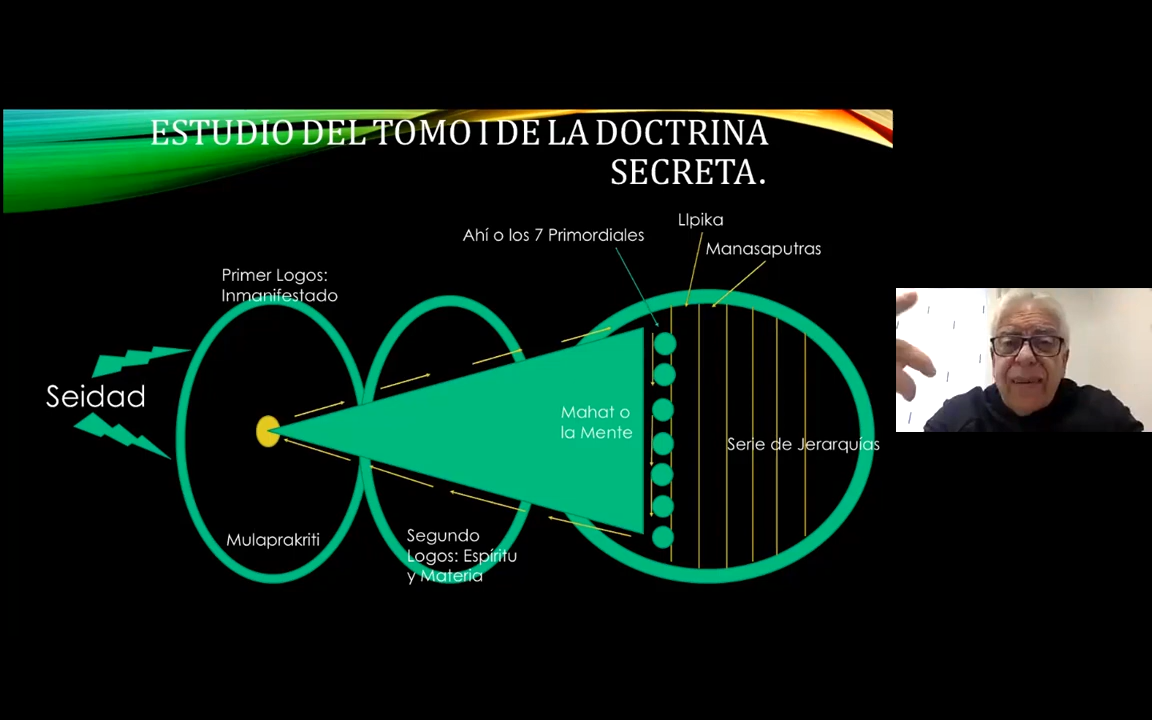 ESTUDIO DEL TOMO I DE LA DOCTRINA
SECRETA.
LIpika
Ahí o los 7 Primordiales
Manasaputras
Primer Logos:
Inmanifestado
Seidad
Mahat o
la Mente
Serie de Jerarquías
Mulaprakriti
Segundo
Logos: Espíritu
y Materia